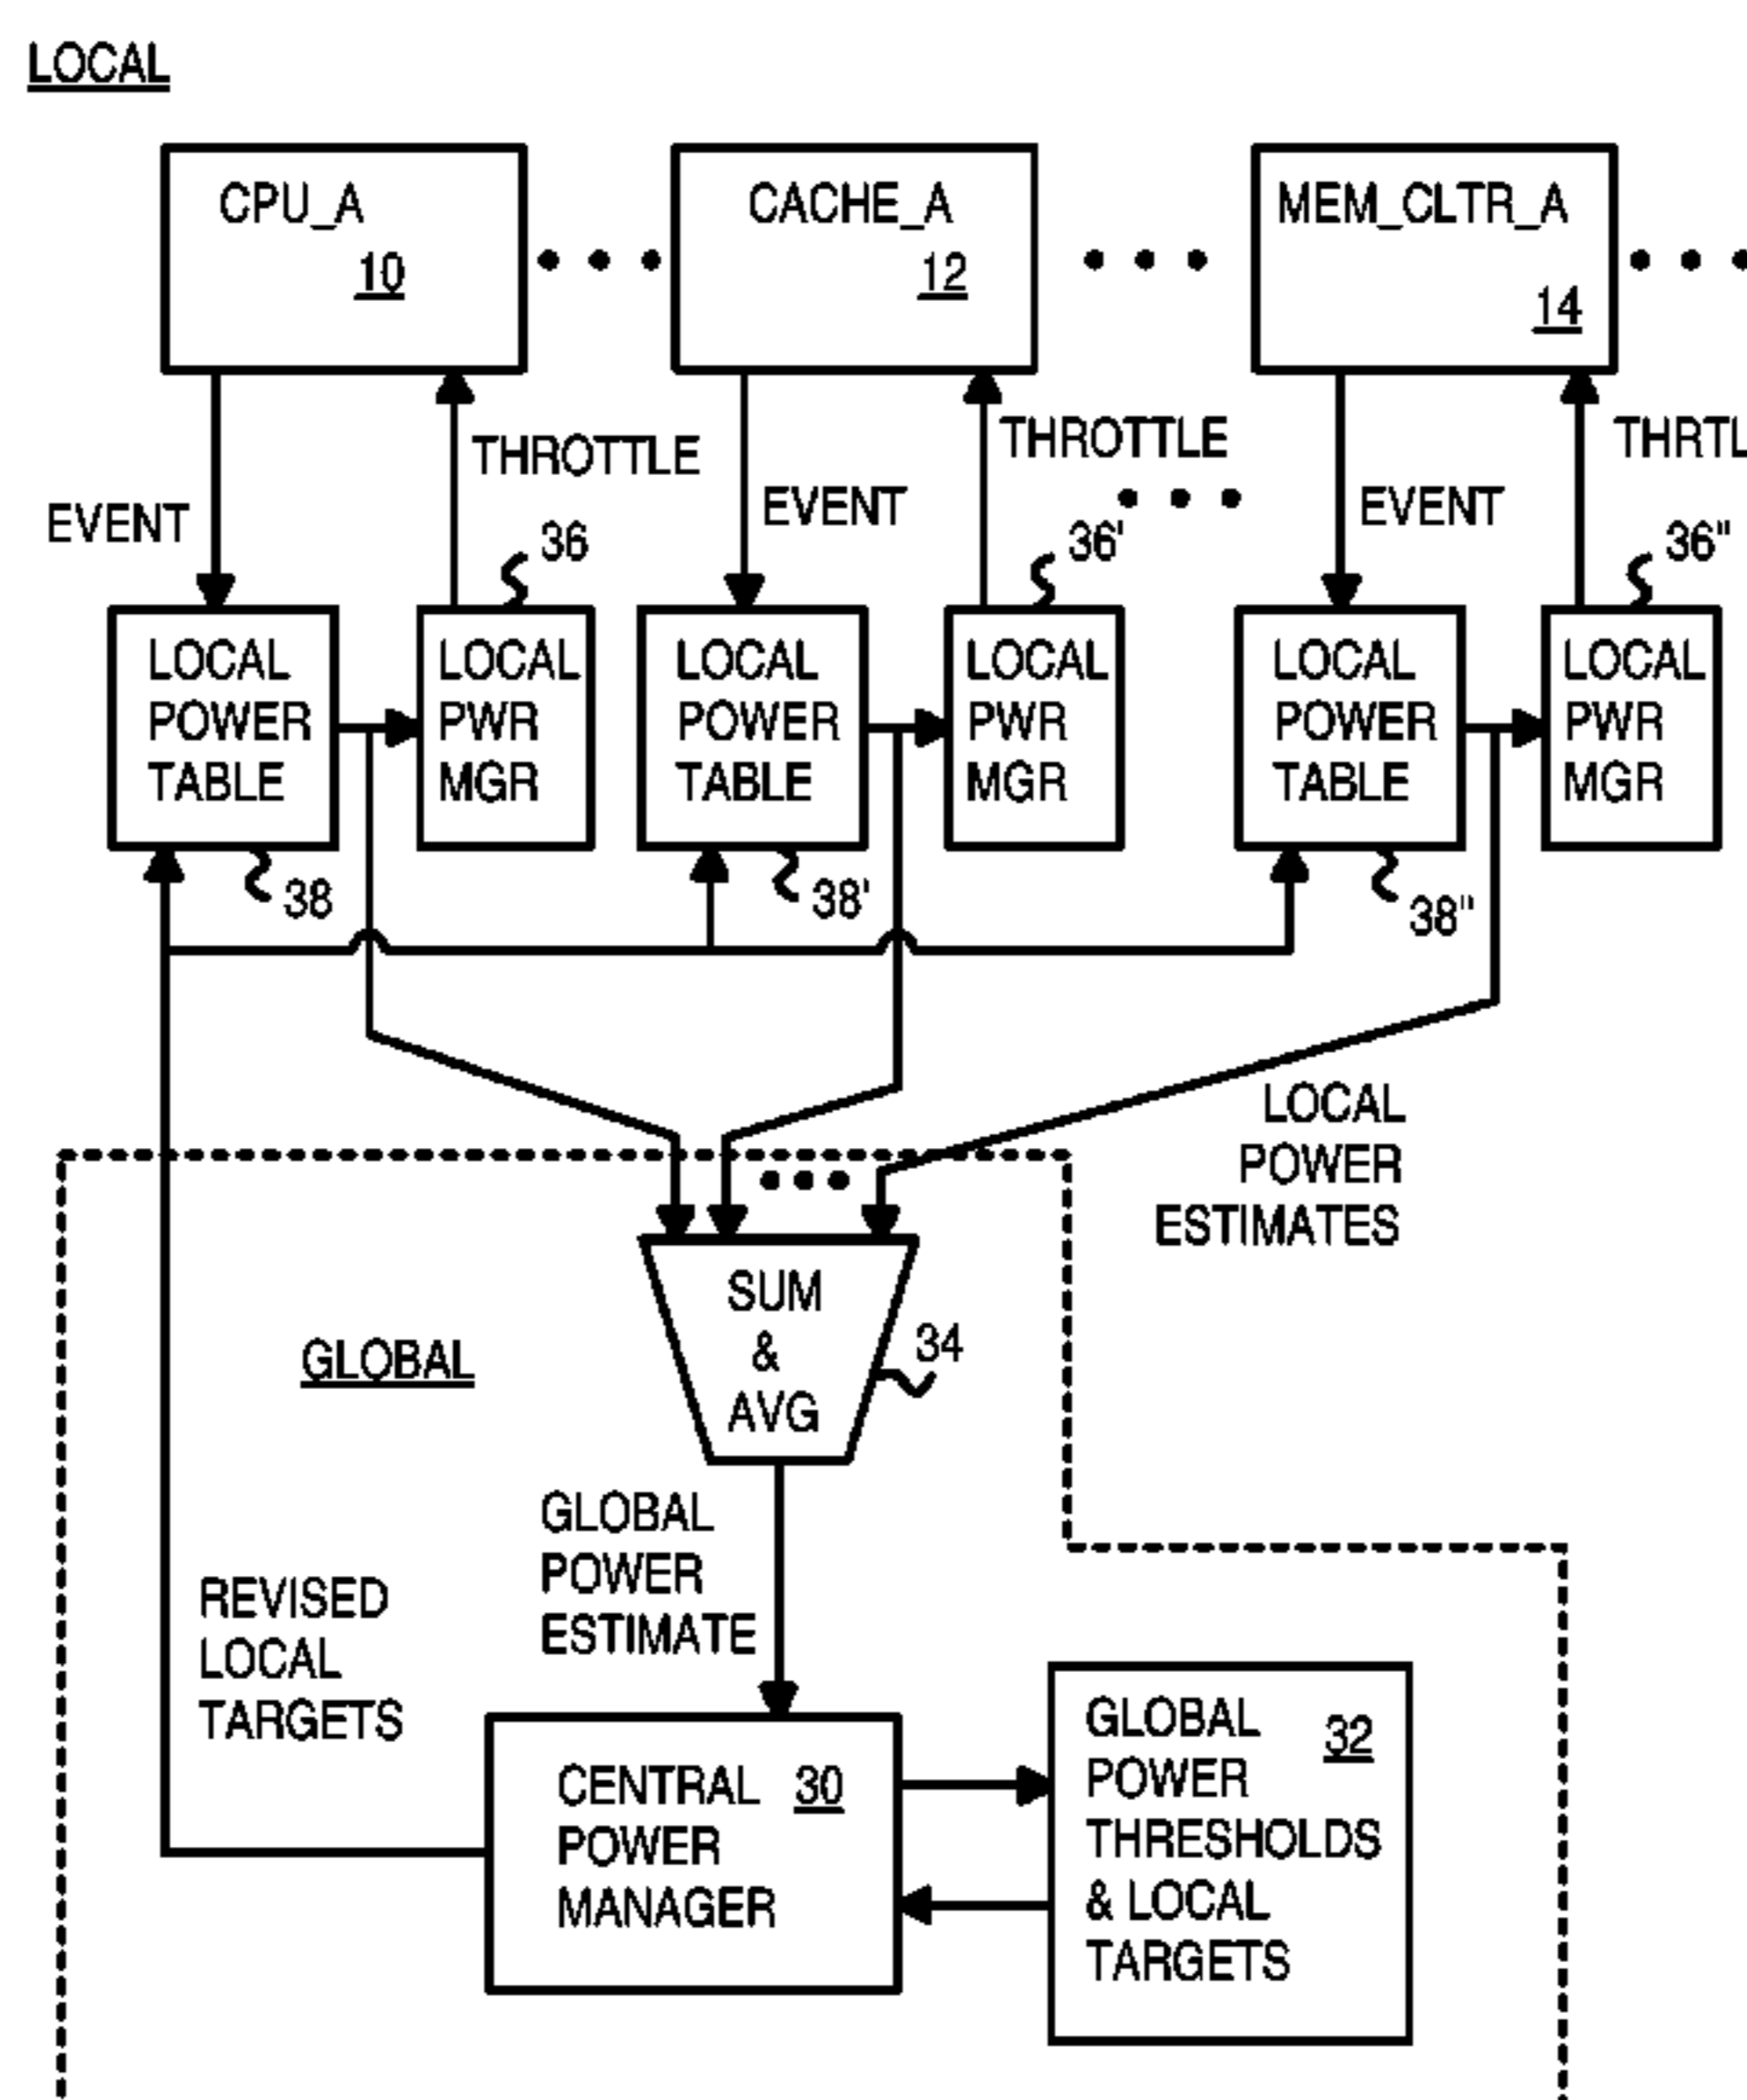 LOCAL
CPU_A
10
CACHE_A
12
MEM_CLTR_A
14
EVENT
THROTTLE
36
EVENT
THROTTLE
36'
EVENT
THRTL
36"
LOCAL
POWER
TABLE
38
LOCAL
PWR
MGR
LOCAL
POWER
TABLE
38'
LOCAL
PWR
MGR
LOCAL
POWER
TABLE
38"
LOCAL
PWR
MGR
LOCAL
POWER
ESTIMATES
SUM
&
AVG
34
GLOBAL
GLOBAL
POWER
ESTIMATE
REVISED
LOCAL
TARGETS
CENTRAL 30
POWER
MANAGER
GLOBAL 32
POWER
THRESHOLDS
& LOCAL
TARGETS